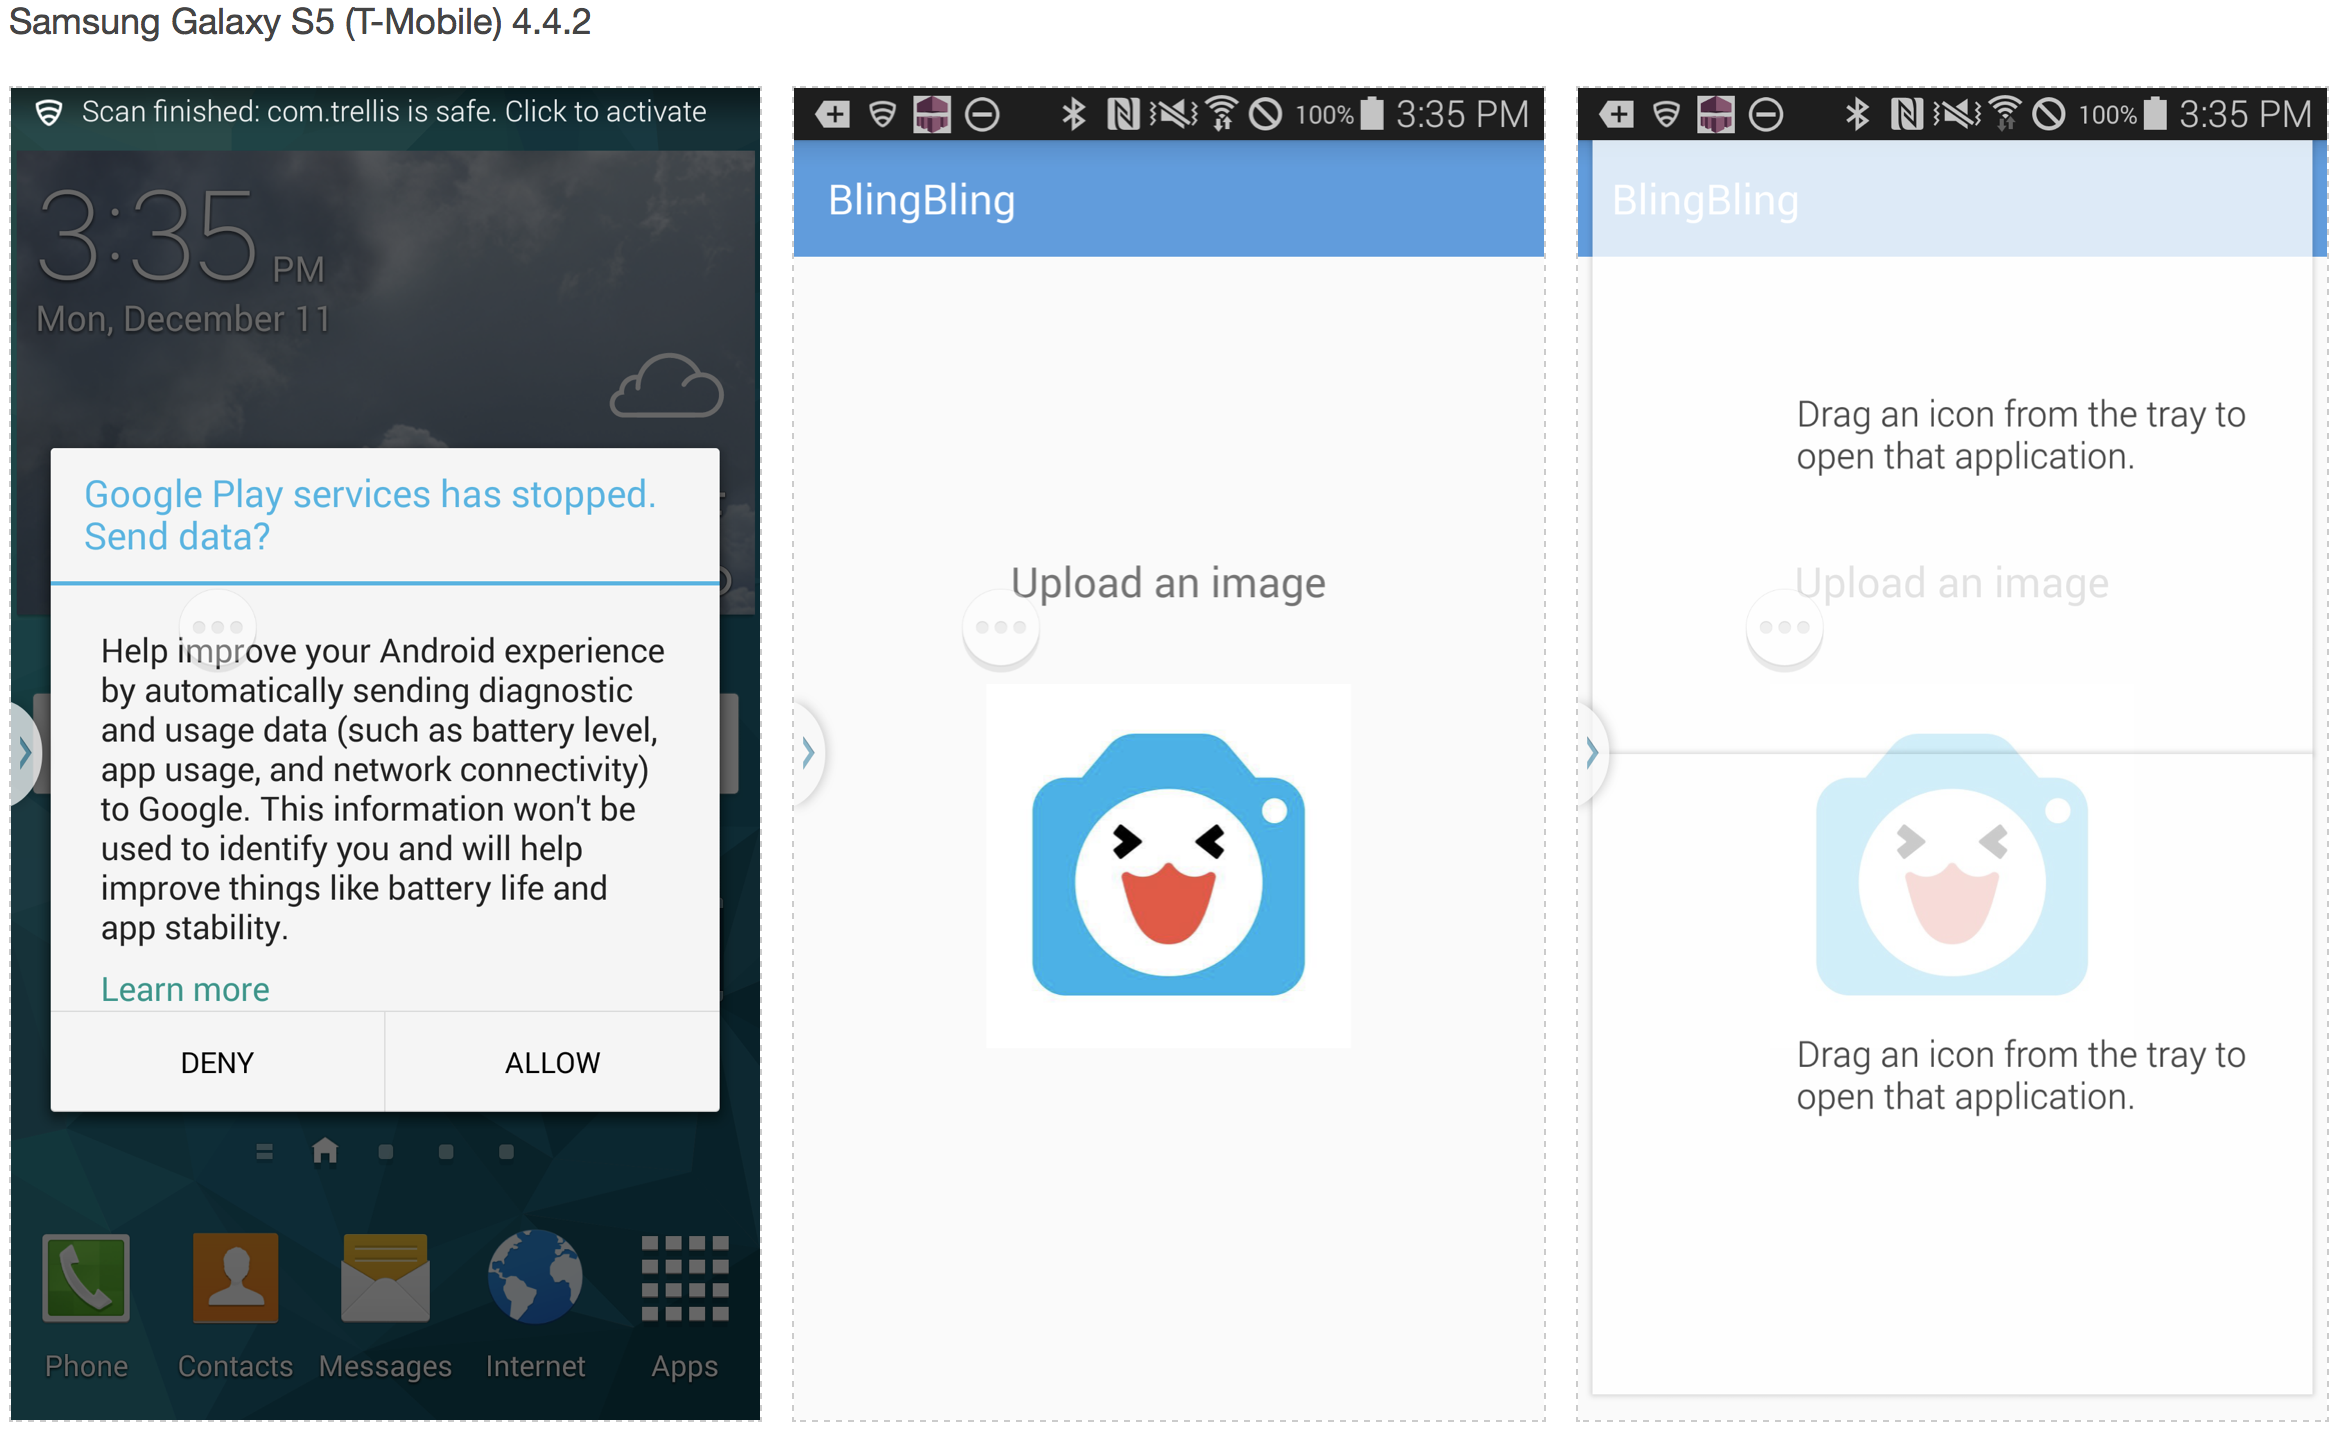 Samsung Galaxy S5 (T-Mobile) 4.4.2
Scan finished: com.trellis is safe. Click to activate
3:35 PM
Mon, December 11
Google Play services has stopped.
Send data?
Help improve your Android experience
by automatically sending diagnostic
and usage data (such as battery level,
app usage, and network connectivity)
to Google. This information won't be
used to identify you and will help
improve things like battery life and
app stability.
Learn more
DENY
ALLOW
Phone
Contacts
Messages
Internet
Apps
100% 3:35 PM
BlingBling
Upload an image
100% 3:35 PM
BlingBling
Drag an icon from the tray to
open that application.
Upload an image
Drag an icon from the tray to
open that application.